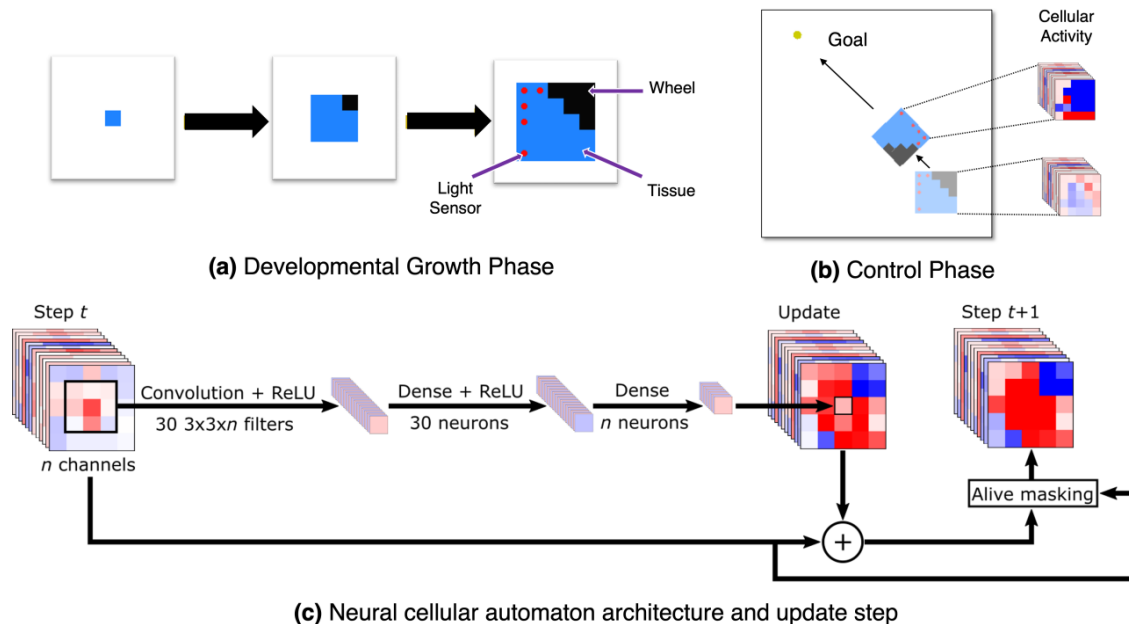 Wheel
Light
Sensor
Tissue
(a) Developmental Growth Phase
Goal
Cellular
Activity
(b) Control Phase
Step t
n channels
Convolution + ReLU
30 3x3xn filters
Dense + ReLU
30 neurons
Dense
n neurons
Update
+
Step t+1
Alive masking
(c) Neural cellular automaton architecture and update step